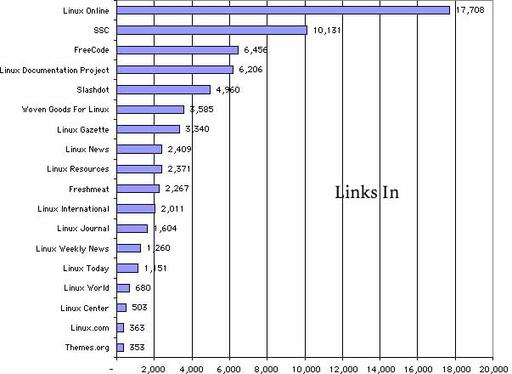 Linux Online 17,708
SSC 10,131
FreeCode 6,456
Linux Documentation Project 6,206
Slashdot 4,960
Woven Goods For Linux 3,585
Linux Gazette 3,340
Linux News 2,409
Linux Resources 2,371
Freshmeat 2,267
Links In
Linux International 2,011
Linux Journal 1,604
Linux Weekly News 1,260
Linux Today 1,151
Linux World 680
Linux Center 503
Linux.com 363
Themes.org 353
- 2,000 4,000 6,000 8,000 10,000 12,000 14,000 16,000 18,000 20,000